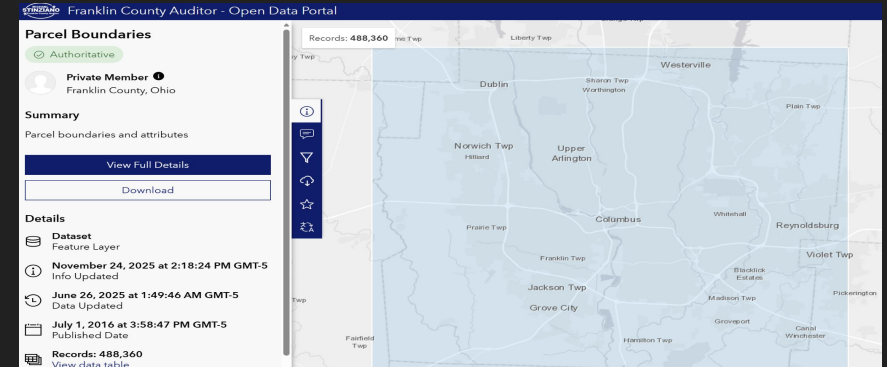 STINZIANO
Franklin County Auditor - Open Data Portal
Parcel Boundaries
Authoritative
Private Member
Franklin County, Ohio
Summary
Parcel boundaries and attributes
View Full Details
Download
Details
Dataset
Feature Layer
November 24, 2025 at 2:18:24 PM GMT-5
Info Updated
June 26, 2025 at 1:49:46 AM GMT-5
Data Updated
July 1, 2016 at 3:58:47 PM GMT-5
Published Date
Records: 488,360
View data table
Records: 488,360
Liberty Twp
Westerville
Dublin
Sharon Twp
Worthington
Plain Twp
Norwich Twp
Hilliard
Upper
Arlington
Columbus
Whitehall
Reynoldsburg
Prairie Twp
Violet Twp
Franklin Twp
Blacklick
Estates
Jackson Twp
Pickerington
Madison Twp
Twp
Grove City
Groveport
Canal
Winchester
Fairfield
Twp
Hamilton Twp